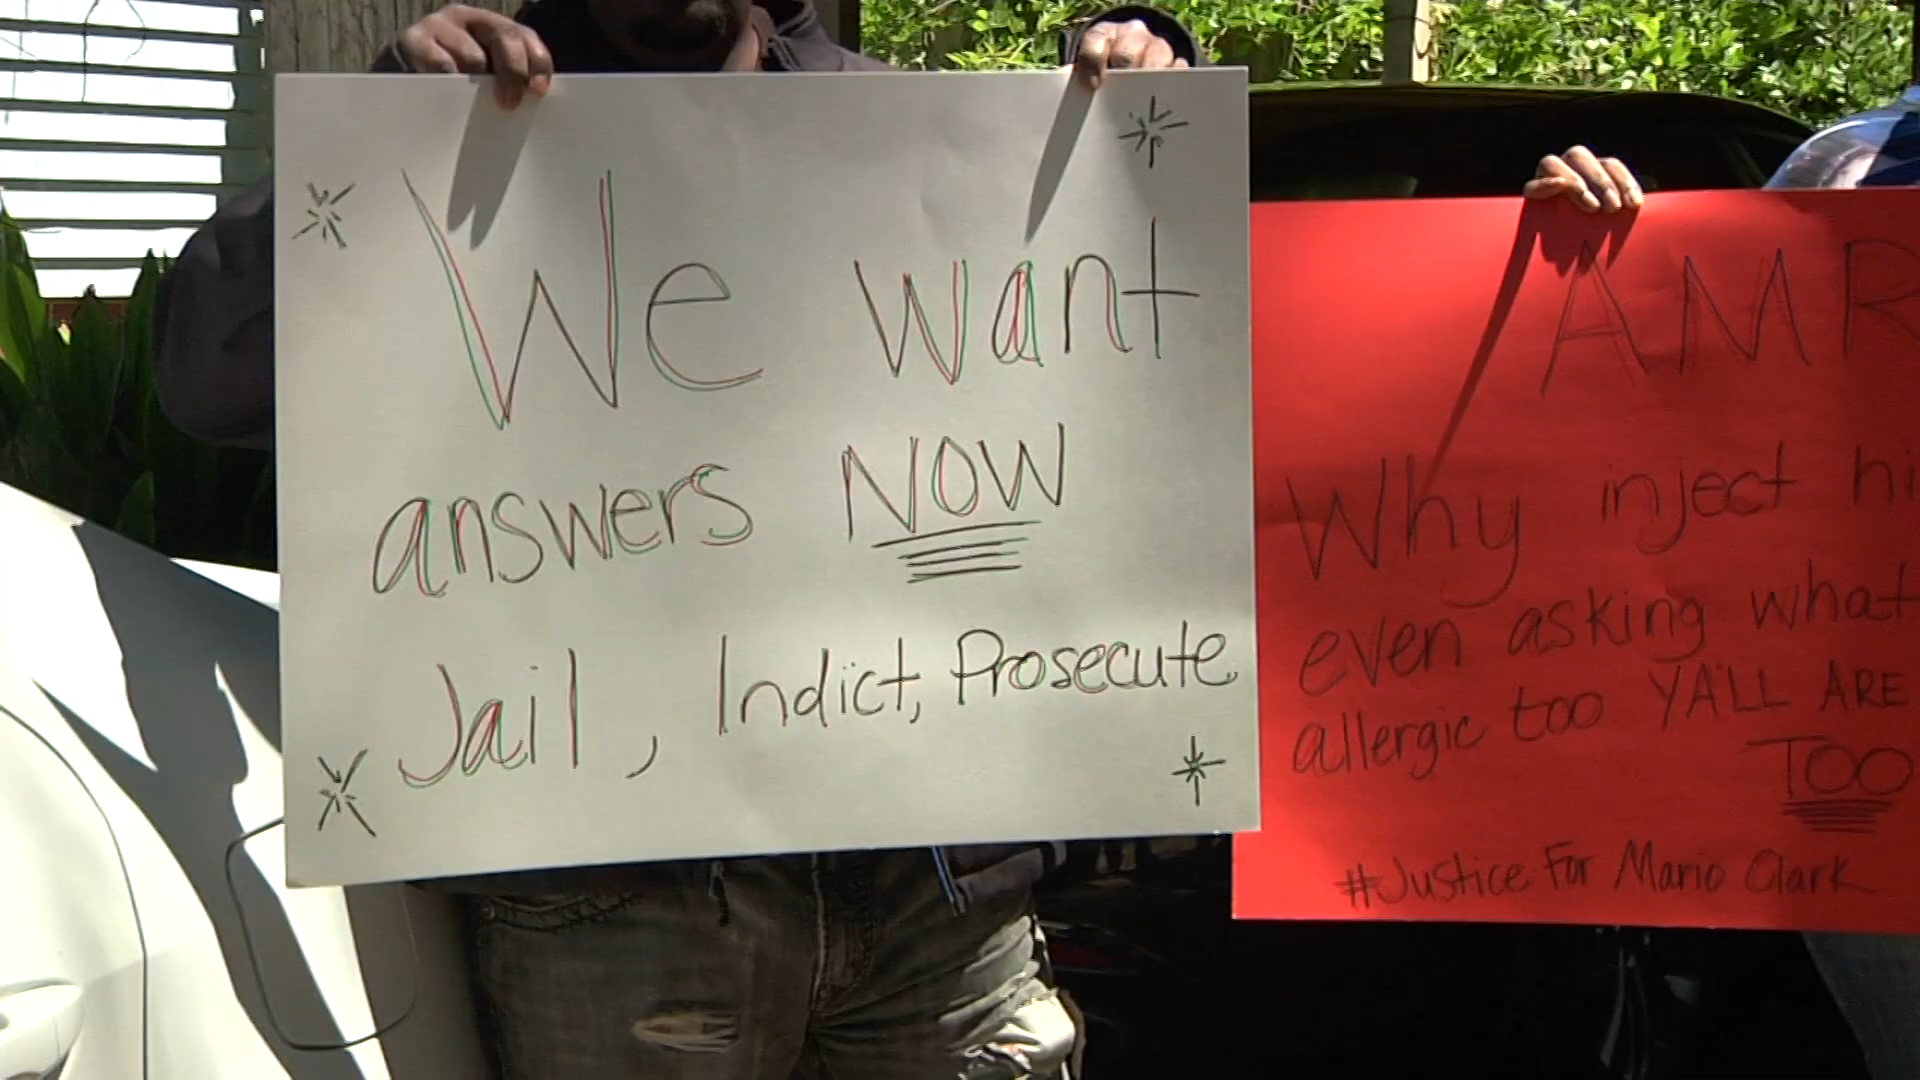 We want
answers NOW
Jail, Indict, Prosecute
AMR
Why inject
even asking what
allergic too YA'LL ARE
TOO
#Justice For Mario Clark